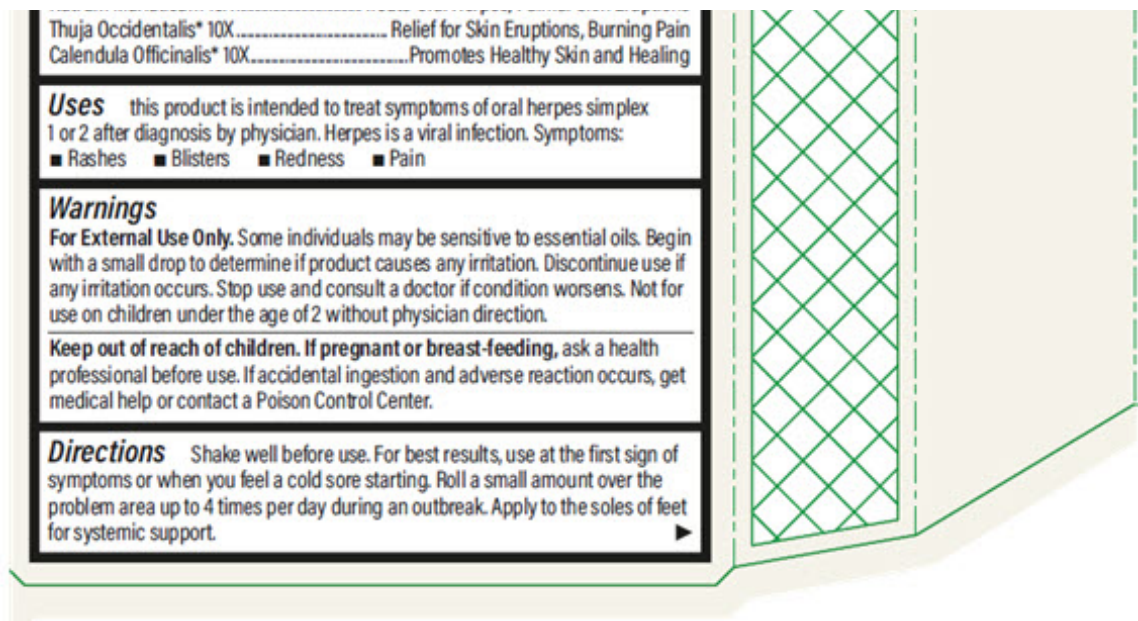 Thuja Occidentalis* 10X.......................................... Relief for Skin Eruptions, Burning Pain
Calendula Officinalis* 10X............................................Promotes Healthy Skin and Healing
Uses this product is intended to treat symptoms of oral herpes simplex
1 or 2 after diagnosis by physician. Herpes is a viral infection. Symptoms:
■ Rashes ■ Blisters ■ Redness ■ Pain
Warnings
For External Use Only. Some individuals may be sensitive to essential oils. Begin
with a small drop to determine if product causes any irritation. Discontinue use if
any irritation occurs. Stop use and consult a doctor if condition worsens. Not for
use on children under the age of 2 without physician direction.
Keep out of reach of children. If pregnant or breast-feeding, ask a health
professional before use. If accidental ingestion and adverse reaction occurs, get
medical help or contact a Poison Control Center.
Directions Shake well before use. For best results, use at the first sign of
symptoms or when you feel a cold sore starting. Roll a small amount over the
problem area up to 4 times per day during an outbreak. Apply to the soles of feet
for systemic support. ▶